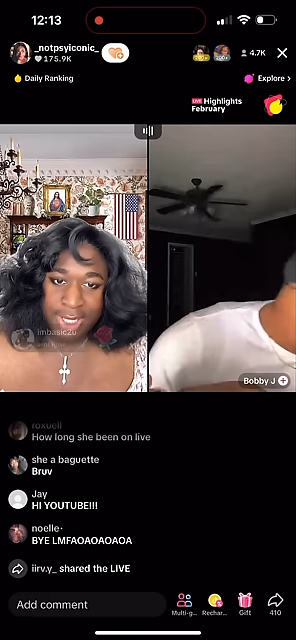 12:13
_notpsyiconic_
175.9K
4.7K
Daily Ranking
Explore >
LIVE Highlights
February
imbasic2u
Bobby J
roxuell
How long she been on live
she a baguette
Bruv
Jay
HI YOUTUBE!!!
noelle·
BYE LMFAOAOAOAOA
iirv.y_ shared the LIVE
Add comment
Multi-g...
Rechar...
Gift
410